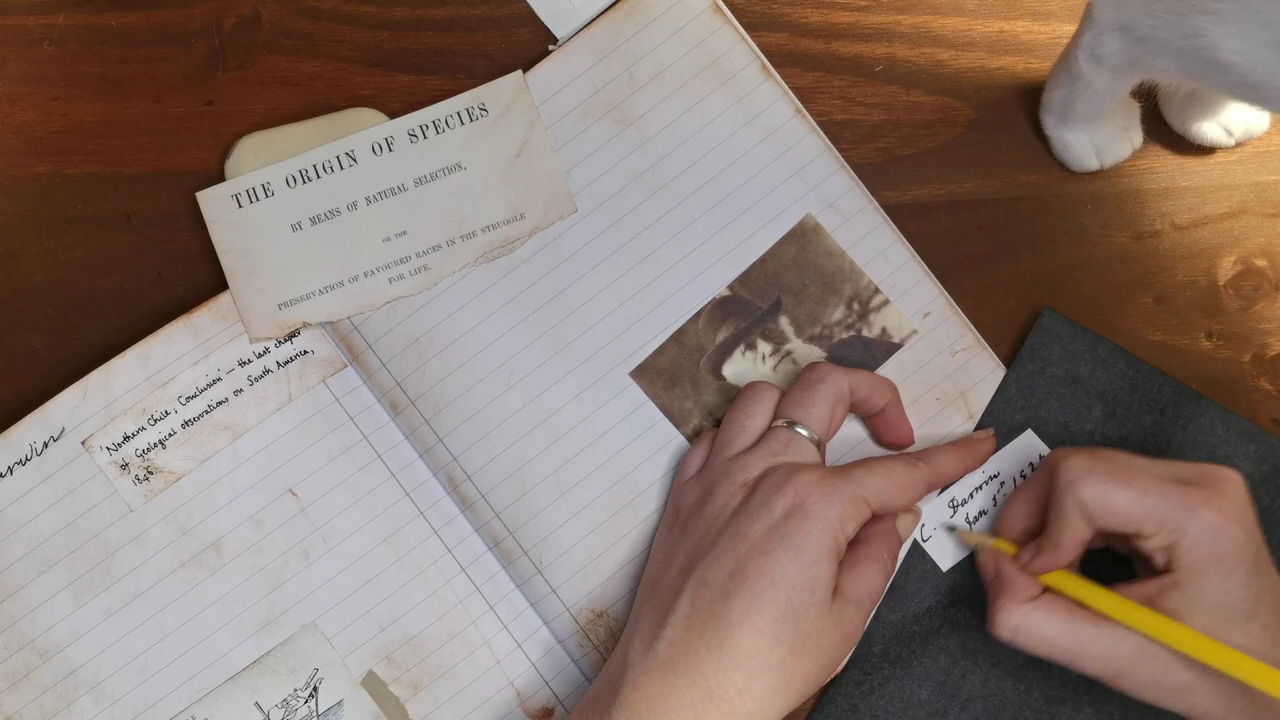 THE ORIGIN OF SPECIES
BY MEANS OF NATURAL SELECTION,
OR THE
PRESERVATION OF FAVOURED RACES IN THE STRUGGLE
FOR LIFE.
'Northern Chile; Conclusion' – the last chapter
of Geological observations on South America,
1846.
C. Darwin
Jan